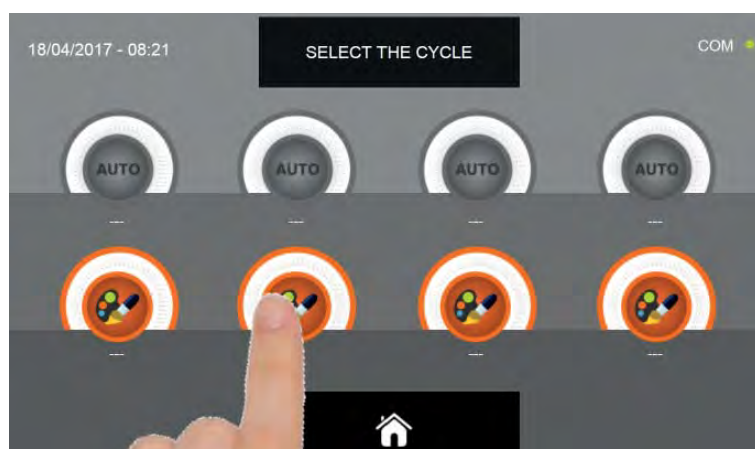 18/04/2017 - 08:21
SELECT THE CYCLE
COM
AUTO AUTO AUTO AUTO
--- --- --- ---
--- --- ---